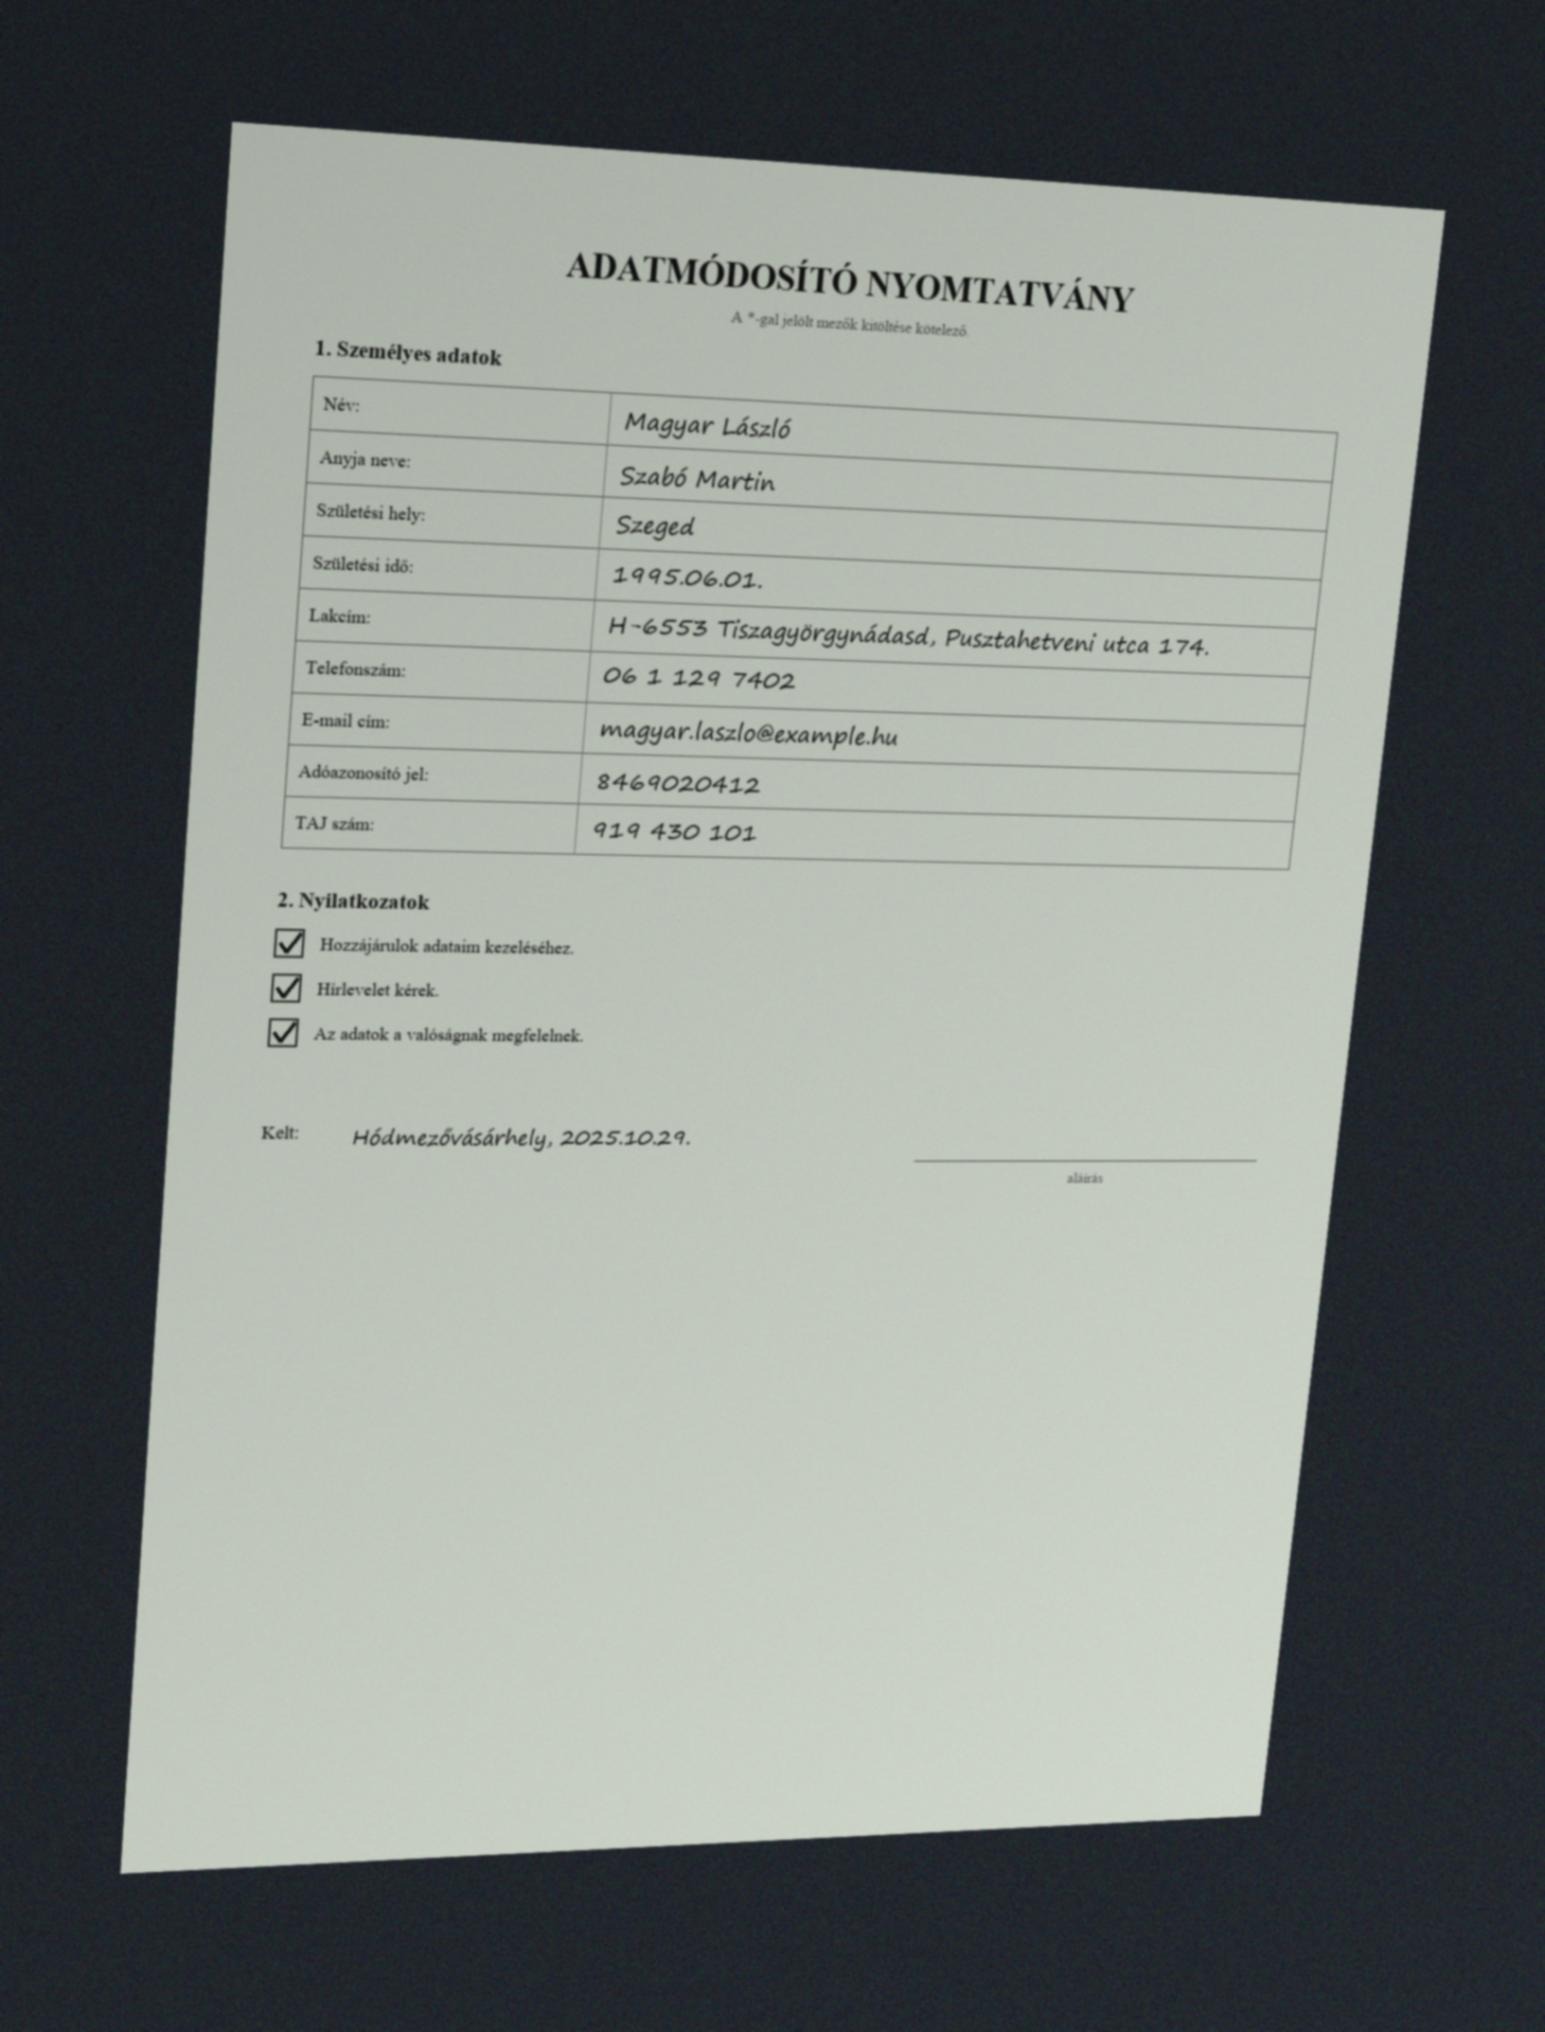 ADATMÓDOSÍTÓ NYOMTATVÁNY
A *-gal jelölt mezők kitöltése kötelező.
1. Személyes adatok
Név: Magyar László
Anyja neve: Szabó Martin
Születési hely: Szeged
Születési idő: 1995.06.01.
Lakcím: H-6553 Tiszagyörgynádasd, Pusztahetveni utca 174.
Telefonszám: 06 1 129 7402
E-mail cím: magyar.laszlo@example.hu
Adóazonosító jel: 8469020412
TAJ szám: 919 430 101
2. Nyilatkozatok
Hozzájárulok adataim kezeléséhez.
Hírlevelet kérek.
Az adatok a valóságnak megfelelnek.
Kelt: Hódmezővásárhely, 2025.10.29.
aláírás